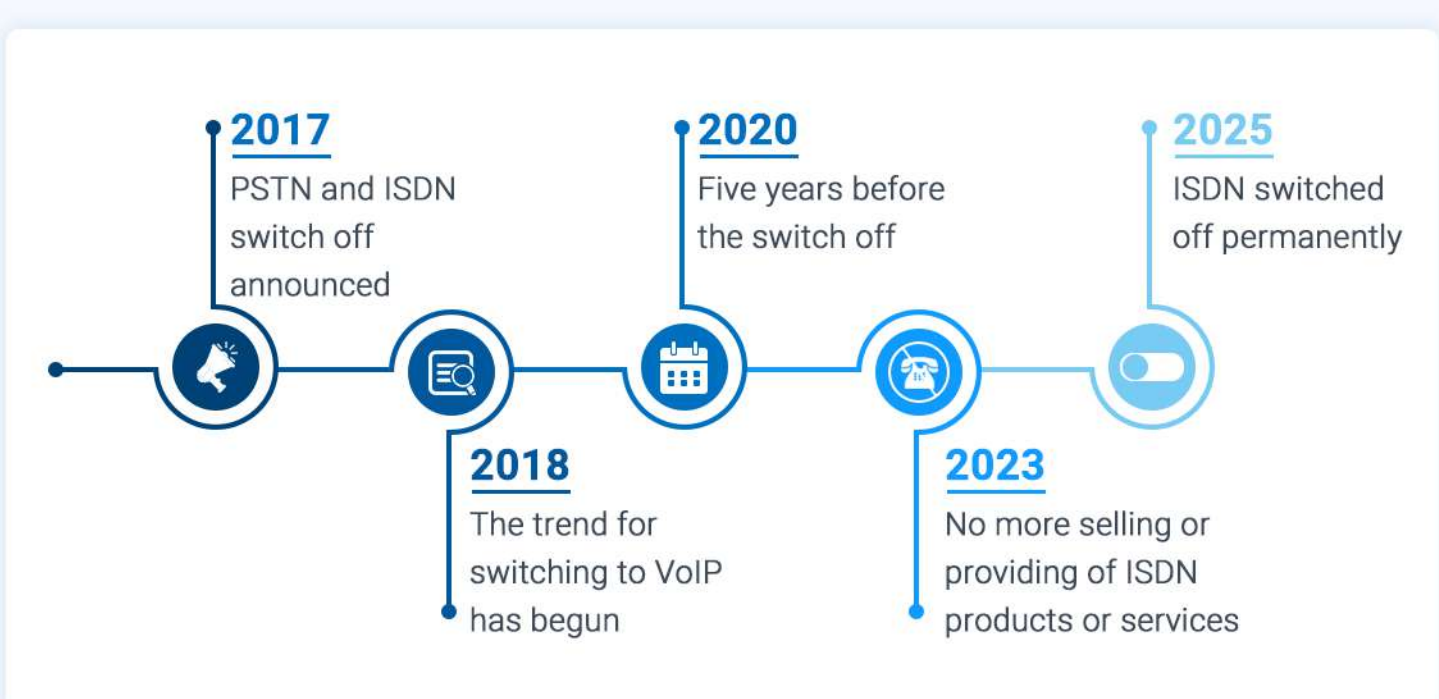 2017
PSTN and ISDN
switch off
announced
2018
The trend for
switching to VoIP
has begun
2020
Five years before
the switch off
2023
No more selling or
providing of ISDN
products or services
2025
ISDN switched
off permanently